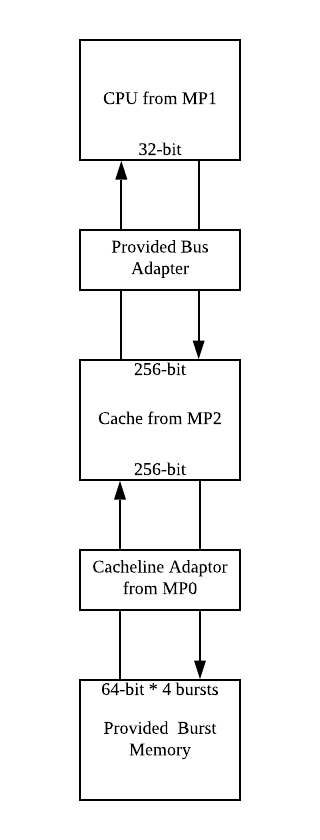 CPU from MP1
32-bit
Provided Bus
Adapter
256-bit
Cache from MP2
256-bit
Cacheline Adaptor
from MP0
64-bit * 4 bursts
Provided Burst
Memory